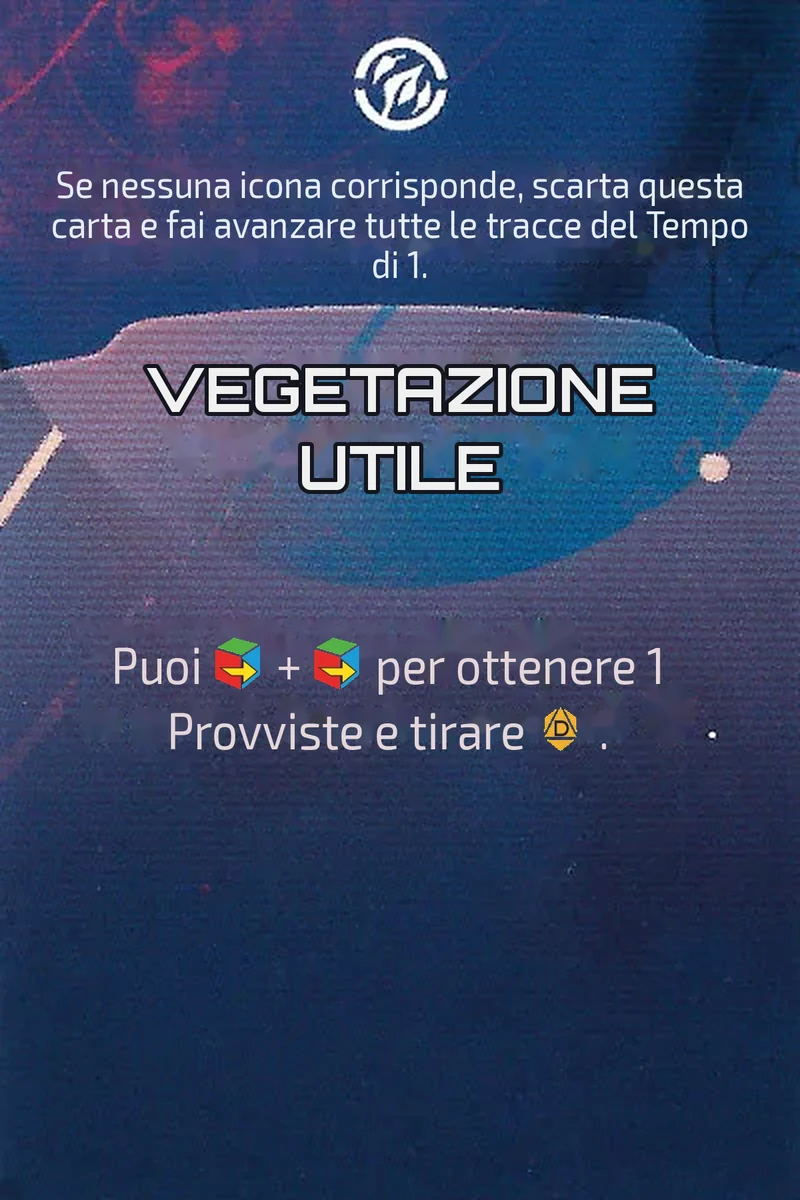 Se nessuna icona corrisponde, scarta questa
carta e fai avanzare tutte le tracce del Tempo
di 1.
VEGETAZIONE
UTILE
Puoi + per ottenere 1
Provviste e tirare D .